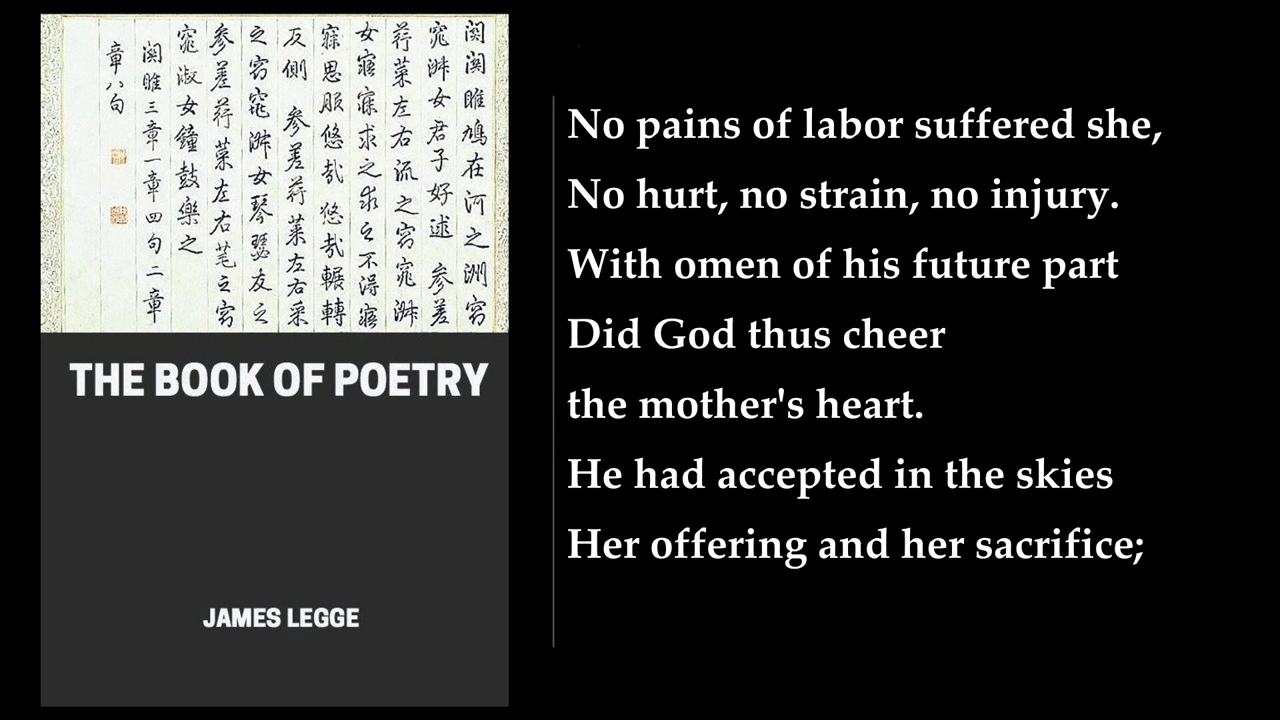 関関雎鳩在河之洲窈
窕淑女君子好逑 参差
荇菜左右流之窈窕淑
女寤寐求之求之不得寤
寐思服悠哉悠哉輾轉
反側 参差荇菜左右采
之窈窕淑女琴瑟友之
参差荇菜左右芼之窈
窕淑女鐘鼓樂之
関雎三章一章四句二章
章八句
THE BOOK OF POETRY
JAMES LEGGE
No pains of labor suffered she,
No hurt, no strain, no injury.
With omen of his future part
Did God thus cheer
the mother's heart.
He had accepted in the skies
Her offering and her sacrifice;